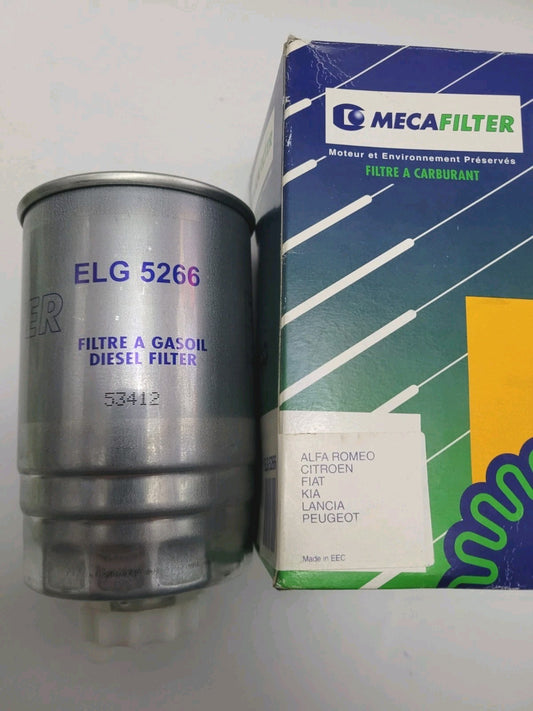 ELG 5266
ER
FILTRE A GASOIL
DIESEL FILTER
53412
MECAFILTER
Moteur et Environnement Préservés
FILTRE A CARBURANT
ALFA ROMEO
CITROEN
FIAT
KIA
LANCIA
PEUGEOT
Made in EEC